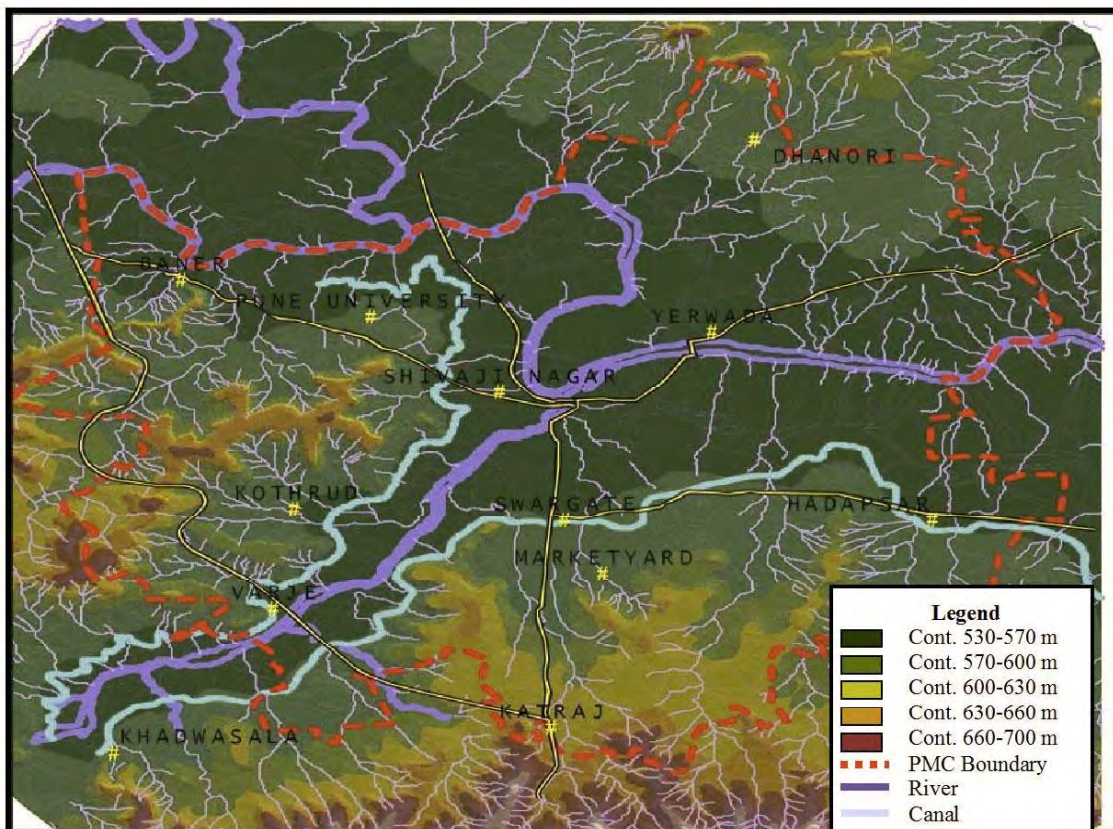 DHANORI
BANER
PUNE UNIVERSITY
YERWADA
SHIVAJI NAGAR
KOTHRUD
SWARGATE
HADAPSAR
MARKETYARD
VARJE
KATRAJ
KHADWASALA
Legend
Cont. 530-570 m
Cont. 570-600 m
Cont. 600-630 m
Cont. 630-660 m
Cont. 660-700 m
PMC Boundary
River
Canal